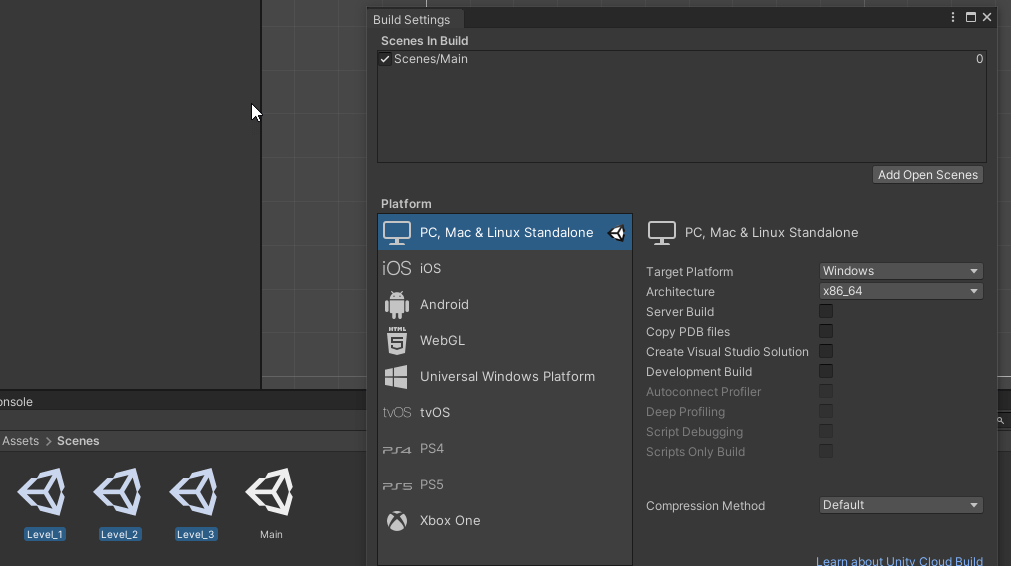 Build Settings
Scenes In Build
Scenes/Main 0
Add Open Scenes
Platform
PC, Mac & Linux Standalone
iOS iOS
Android
HTML 5 WebGL
Universal Windows Platform
tvOS tvOS
PS4 PS4
PS5 PS5
Xbox One
PC, Mac & Linux Standalone
Target Platform Windows
Architecture x86_64
Server Build
Copy PDB files
Create Visual Studio Solution
Development Build
Autoconnect Profiler
Deep Profiling
Script Debugging
Scripts Only Build
Compression Method Default
Learn about Unity Cloud Build
onsole
Assets > Scenes
Level_1 Level_2 Level_3 Main